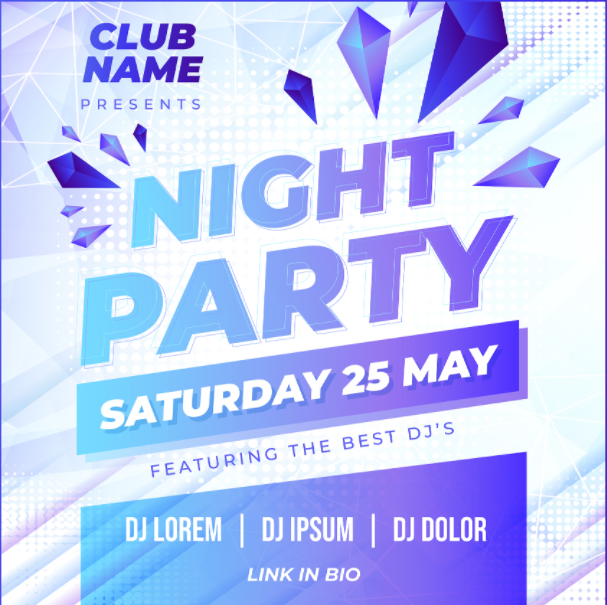 CLUB
NAME
PRESENTS
NIGHT
PARTY
SATURDAY 25 MAY
FEATURING THE BEST DJ'S
DJ LOREM | DJ IPSUM | DJ DOLOR
LINK IN BIO